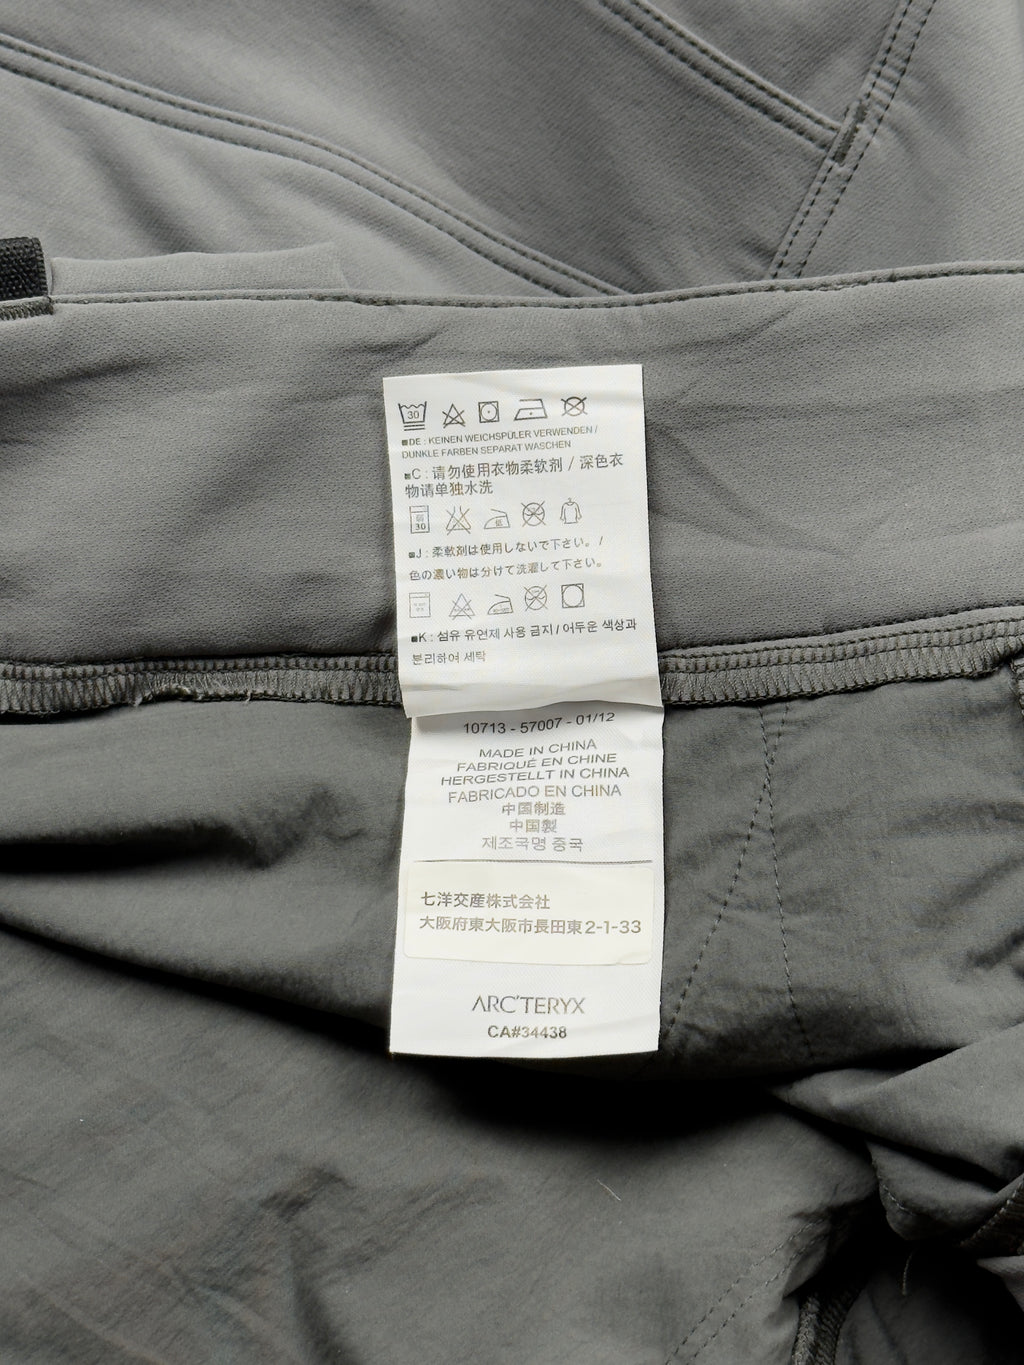 30
■DE : KEINEN WEICHSPÜLER VERWENDEN /
DUNKLE FARBEN SEPARAT WASCHEN
■C : 请勿使用衣物柔软剂 / 深色衣
物请单独水洗
弱
30
低
■J : 柔軟剤は使用しないで下さい。 /
色の濃い物は分けて洗濯して下さい。
■K : 섬유 유연제 사용 금지 / 어두운 색상과
분리하여 세탁
10713 - 57007 - 01/12
MADE IN CHINA
FABRIQUÉ EN CHINE
HERGESTELLT IN CHINA
FABRICADO EN CHINA
中国制造
中国製
제조국명 중국
七洋交産株式会社
大阪府東大阪市長田東2-1-33
ARC'TERYX
CA#34438